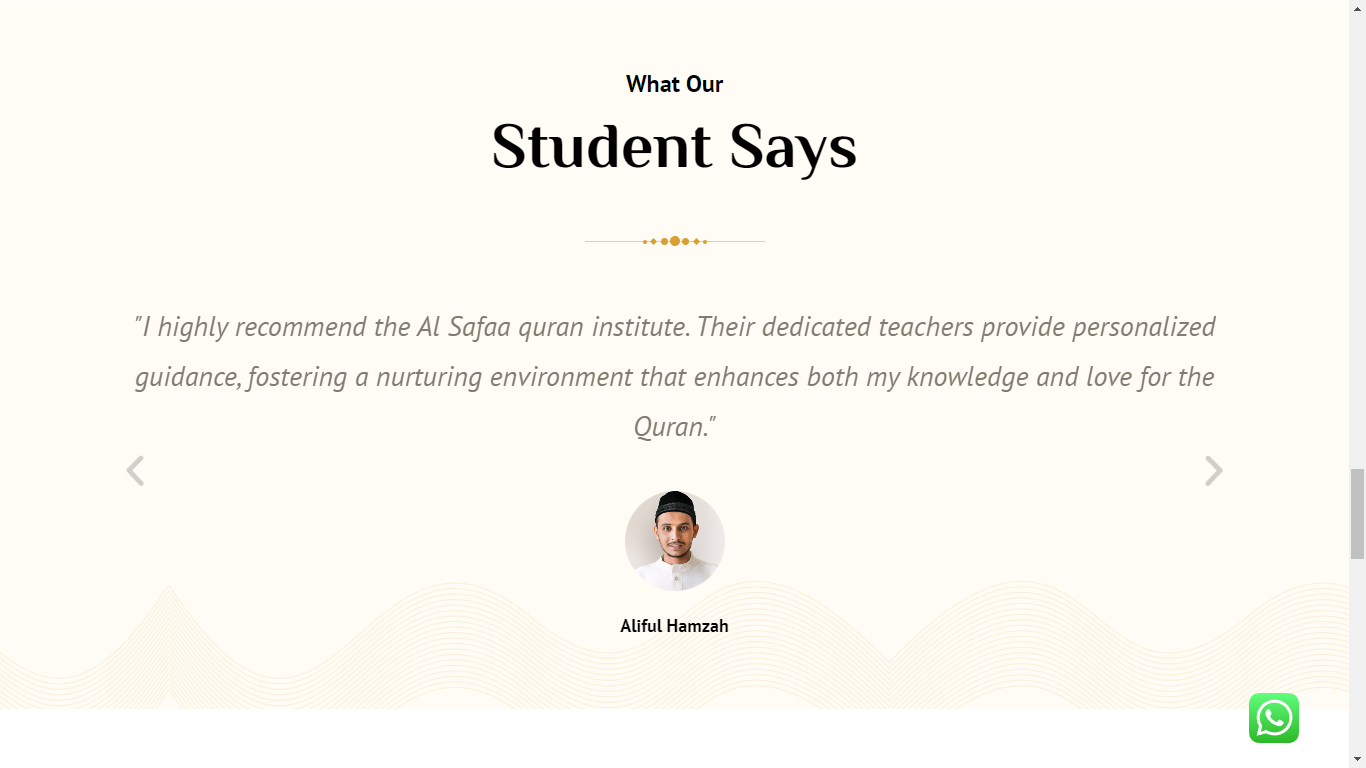 What Our
Student Says
"I highly recommend the Al Safaa quran institute. Their dedicated teachers provide personalized
guidance, fostering a nurturing environment that enhances both my knowledge and love for the
Quran."
Aliful Hamzah